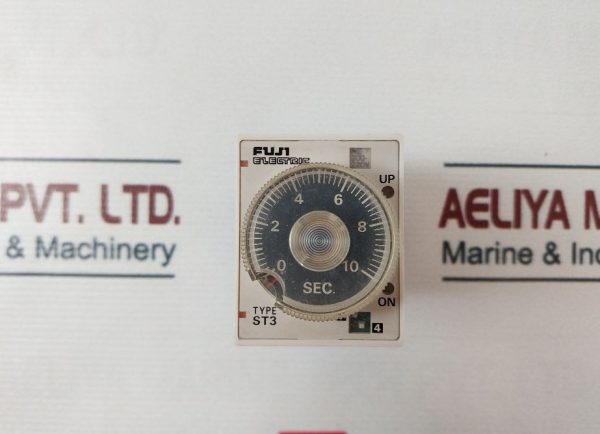 PVT. LTD.
& Machinery
FUJI
ELECTRIC
UP
4 6
2 8
0 10
SEC.
TYPE
ST3
ON
4
AELIYA M
Marine & Ind